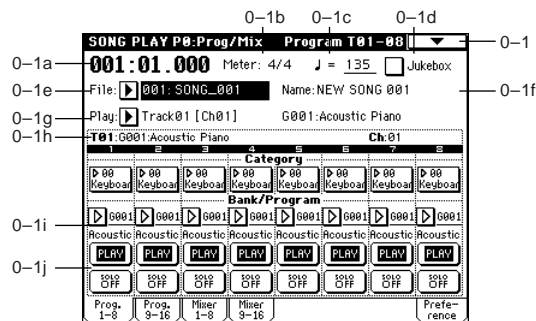 0–1b 0–1c 0–1d
SONG PLAY P0:Prog/Mix Program T01-08
0–1
0–1a 001:01.000 Meter: 4/4 ♩ = 135 Jukebox
0–1e File: 001: SONG_001 Name: NEW SONG 001 0–1f
0–1g Play: Track01 [Ch01] G001:Acoustic Piano
0–1h T01:G001:Acoustic Piano Ch:01
1 2 3 4 5 6 7 8
Category
00 00 00 00 00 00 00 00
Keyboar Keyboar Keyboar Keyboar Keyboar Keyboar Keyboar Keyboar
Bank/Program
0–1i G001 G001 G001 G001 G001 G001 G001 G001
Acoustic Acoustic Acoustic Acoustic Acoustic Acoustic Acoustic Acoustic
0–1j PLAY PLAY PLAY PLAY PLAY PLAY PLAY PLAY
SOLO SOLO SOLO SOLO SOLO SOLO SOLO SOLO
OFF OFF OFF OFF OFF OFF OFF OFF
Prog. Prog. Mixer Mixer Prefe-
1-8 9-16 1-8 9-16 rence